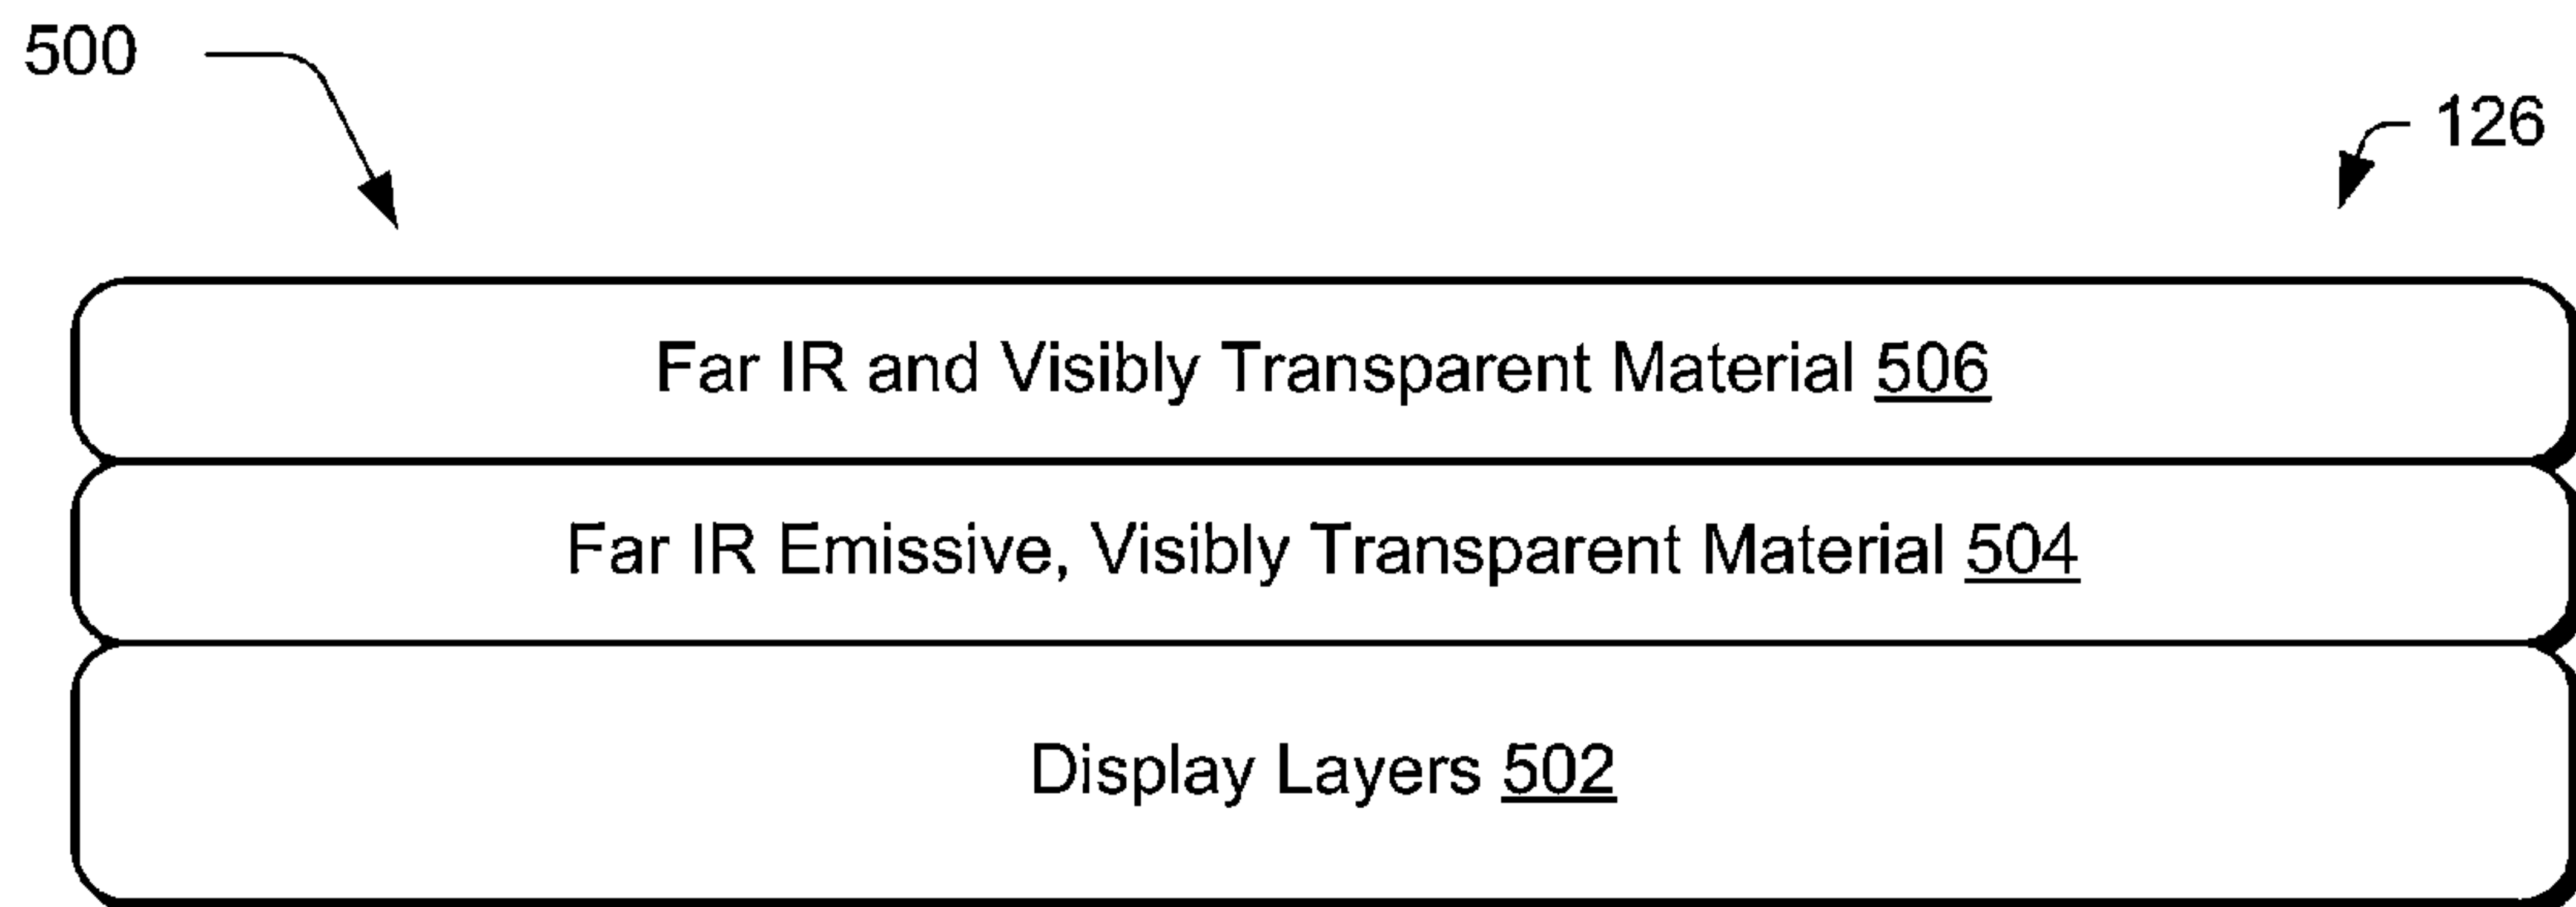 500
126
Far IR and Visibly Transparent Material 506
Far IR Emissive, Visibly Transparent Material 504
Display Layers 502